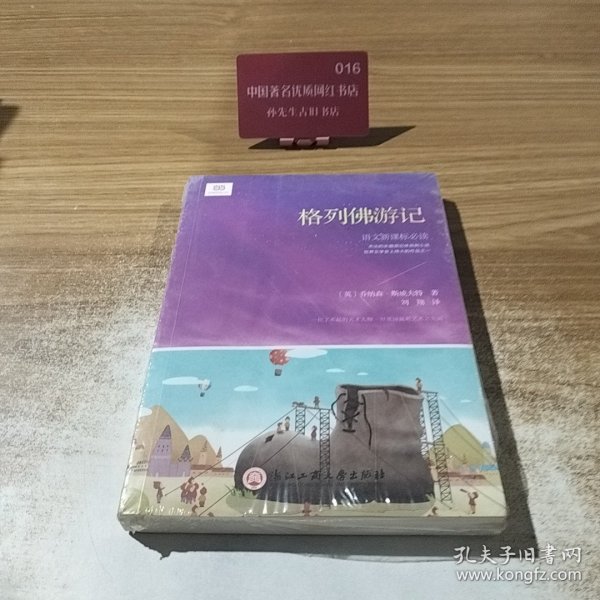 016
中国著名优质网红书店
孙先生古旧书店
格列佛游记
语文新课标必读
〔英〕乔纳森·斯威夫特 著
刘翔 译
浙江工商大学出版社
孔夫子旧书网
www.kongfz.com